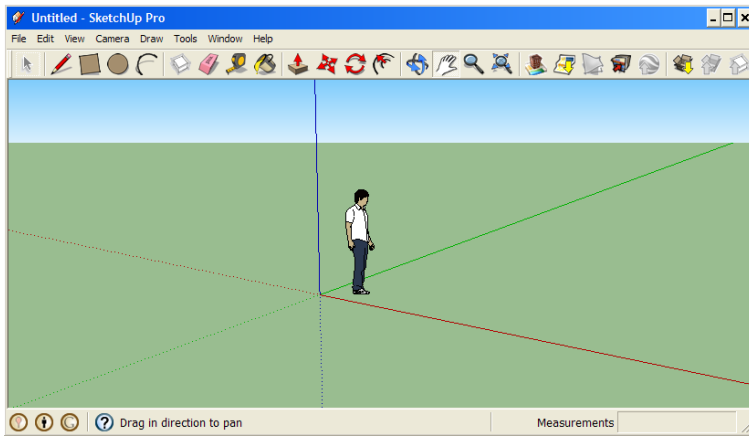 Untitled - SketchUp Pro
File Edit View Camera Draw Tools Window Help
Drag in direction to pan Measurements